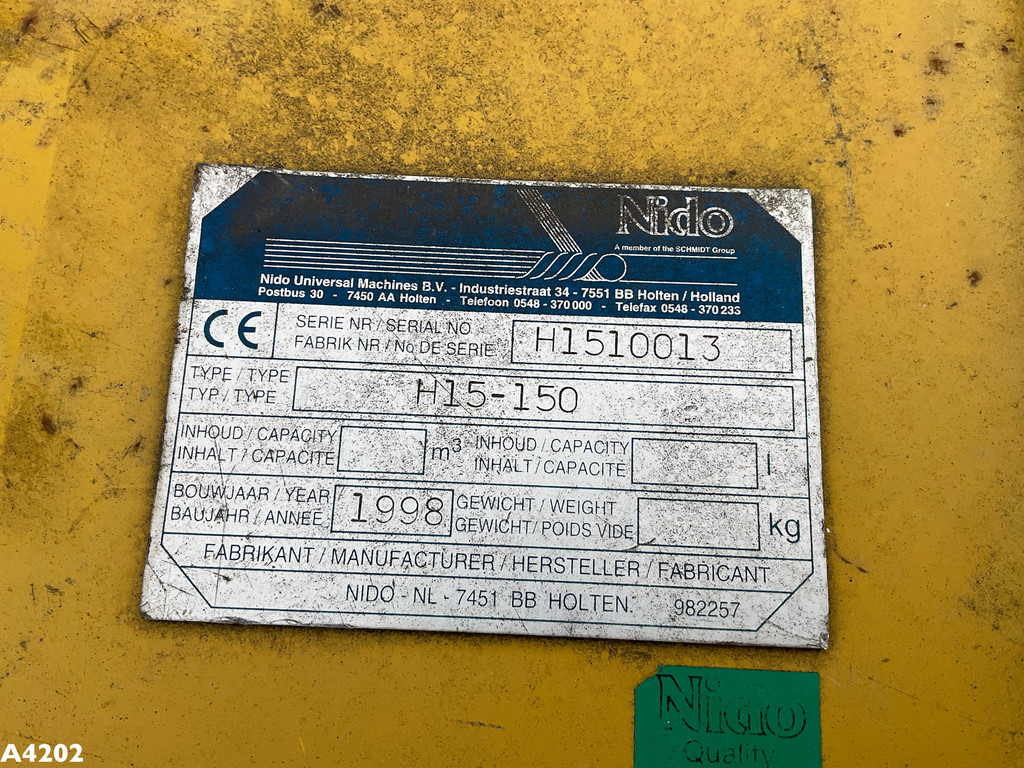 Nido
A member of the SCHMIDT Group
Nido Universal Machines B.V. - Industriestraat 34 - 7551 BB Holten / Holland
Postbus 30 - 7450 AA Holten - Telefoon 0548 - 370 000 - Telefax 0548 - 370 233
CE
SERIE NR / SERIAL NO
FABRIK NR / No DE SERIE
H1510013
TYPE / TYPE
TYP / TYPE
H15-150
INHOUD / CAPACITY
INHALT / CAPACITE
m³
INHOUD / CAPACITY
INHALT / CAPACITE
l
BOUWJAAR / YEAR
BAUJAHR / ANNEE
1998
GEWICHT / WEIGHT
GEWICHT / POIDS VIDE
kg
FABRIKANT / MANUFACTURER / HERSTELLER / FABRICANT
NIDO - NL - 7451 BB HOLTEN. 982257
Nido
Quality
A4202